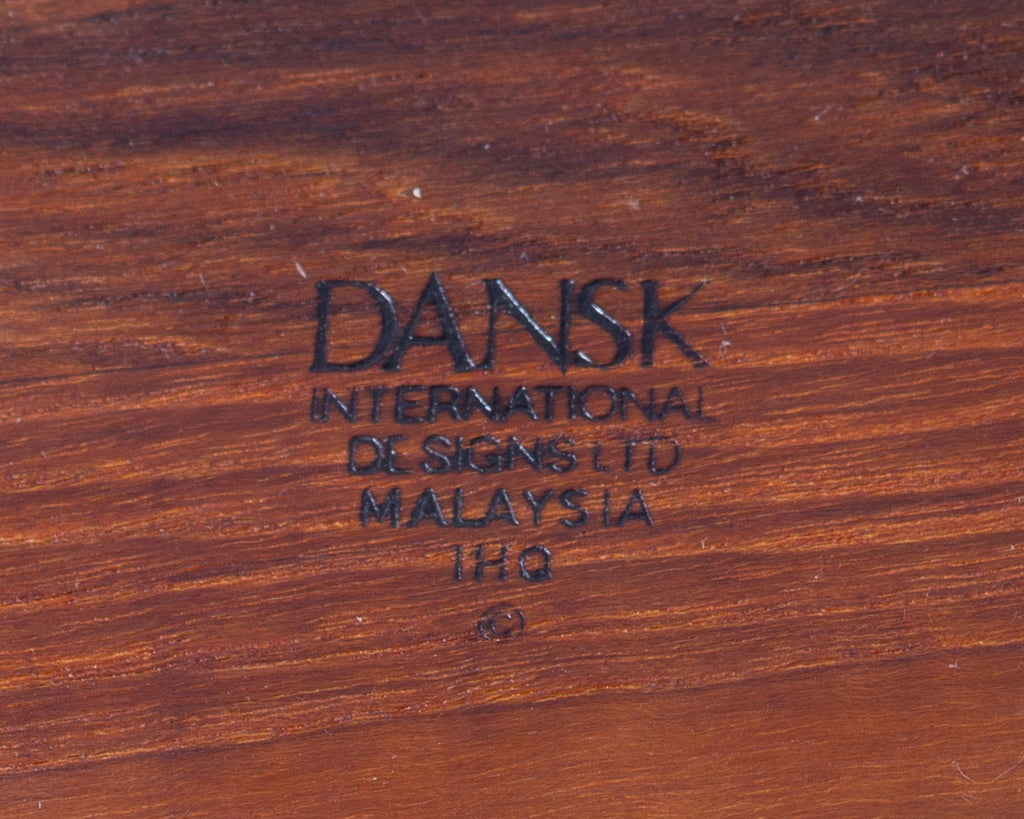 DANSK
INTERNATIONAL
DESIGNS LTD
MALAYSIA
IHQ
©